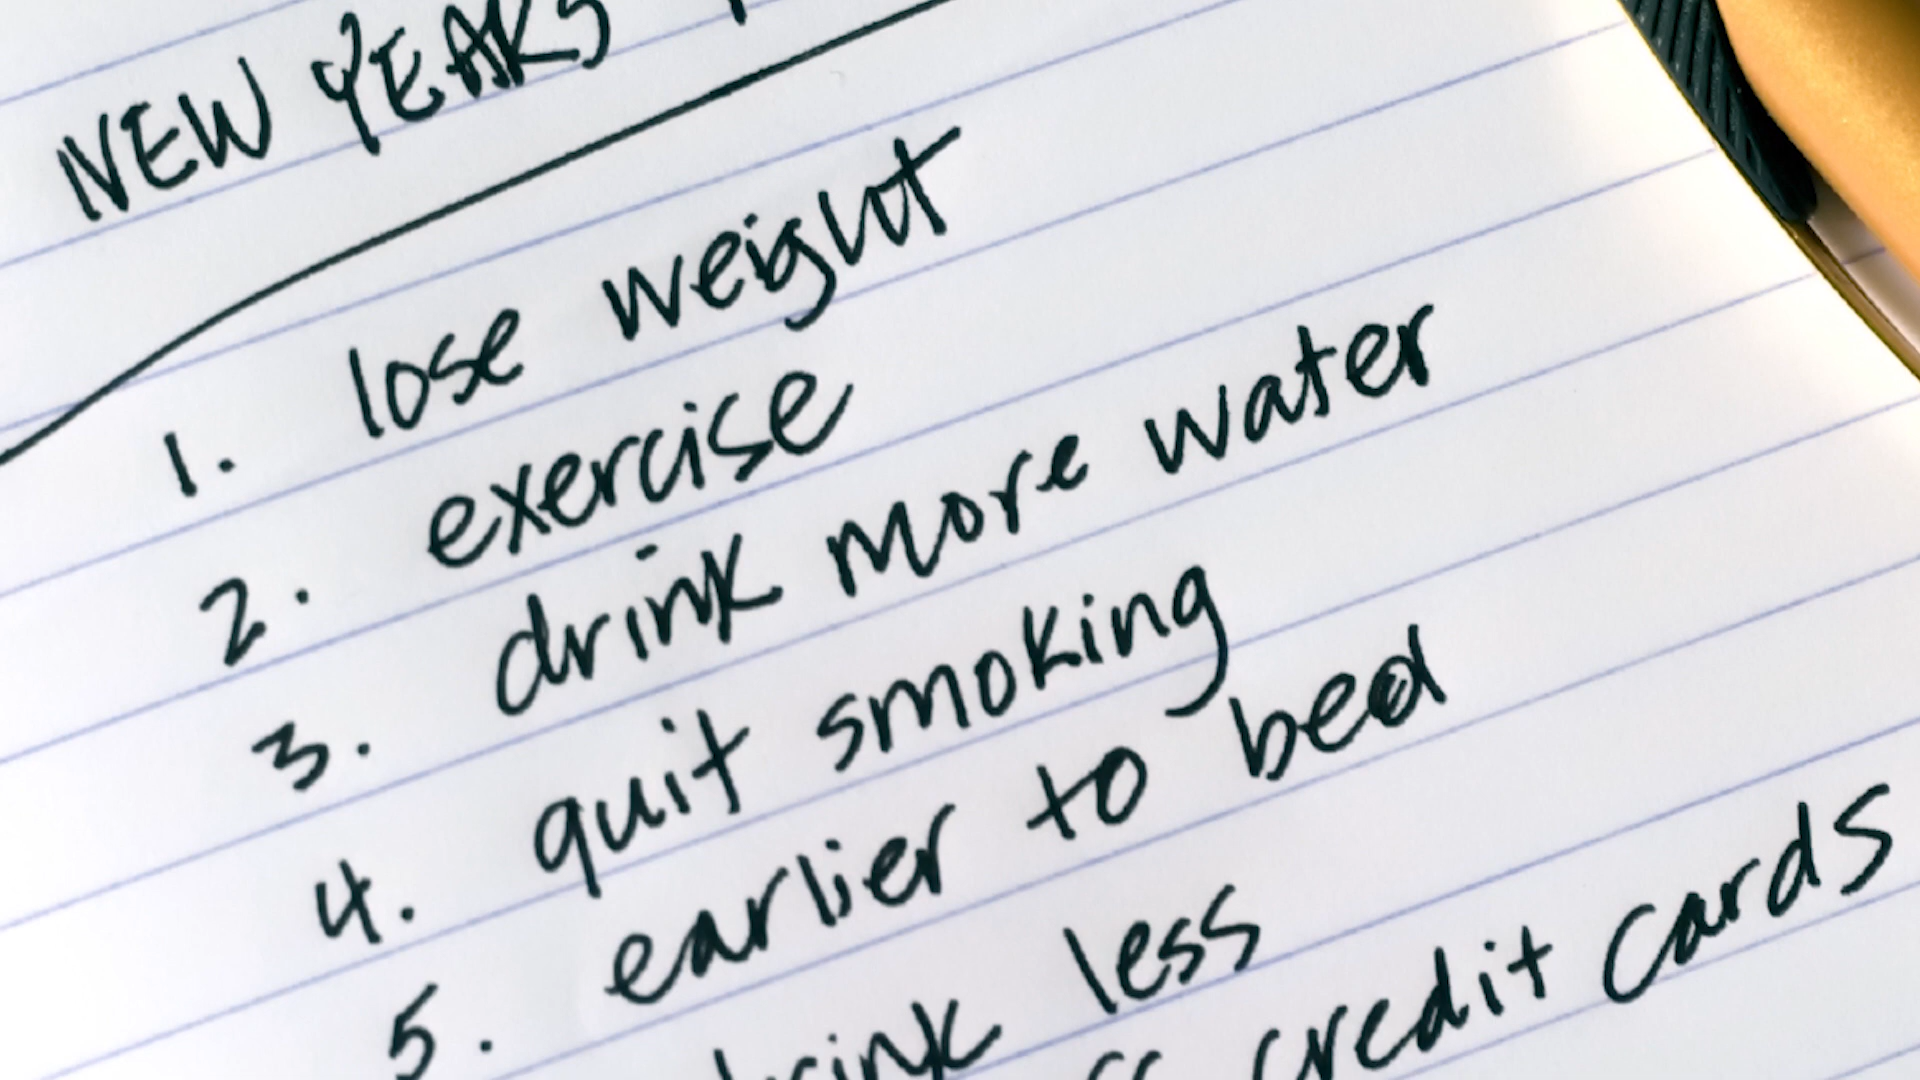 NEW YEARS
1. lose weight
2. exercise
3. drink more water
4. quit smoking
5. earlier to bed
drink less
credit cards